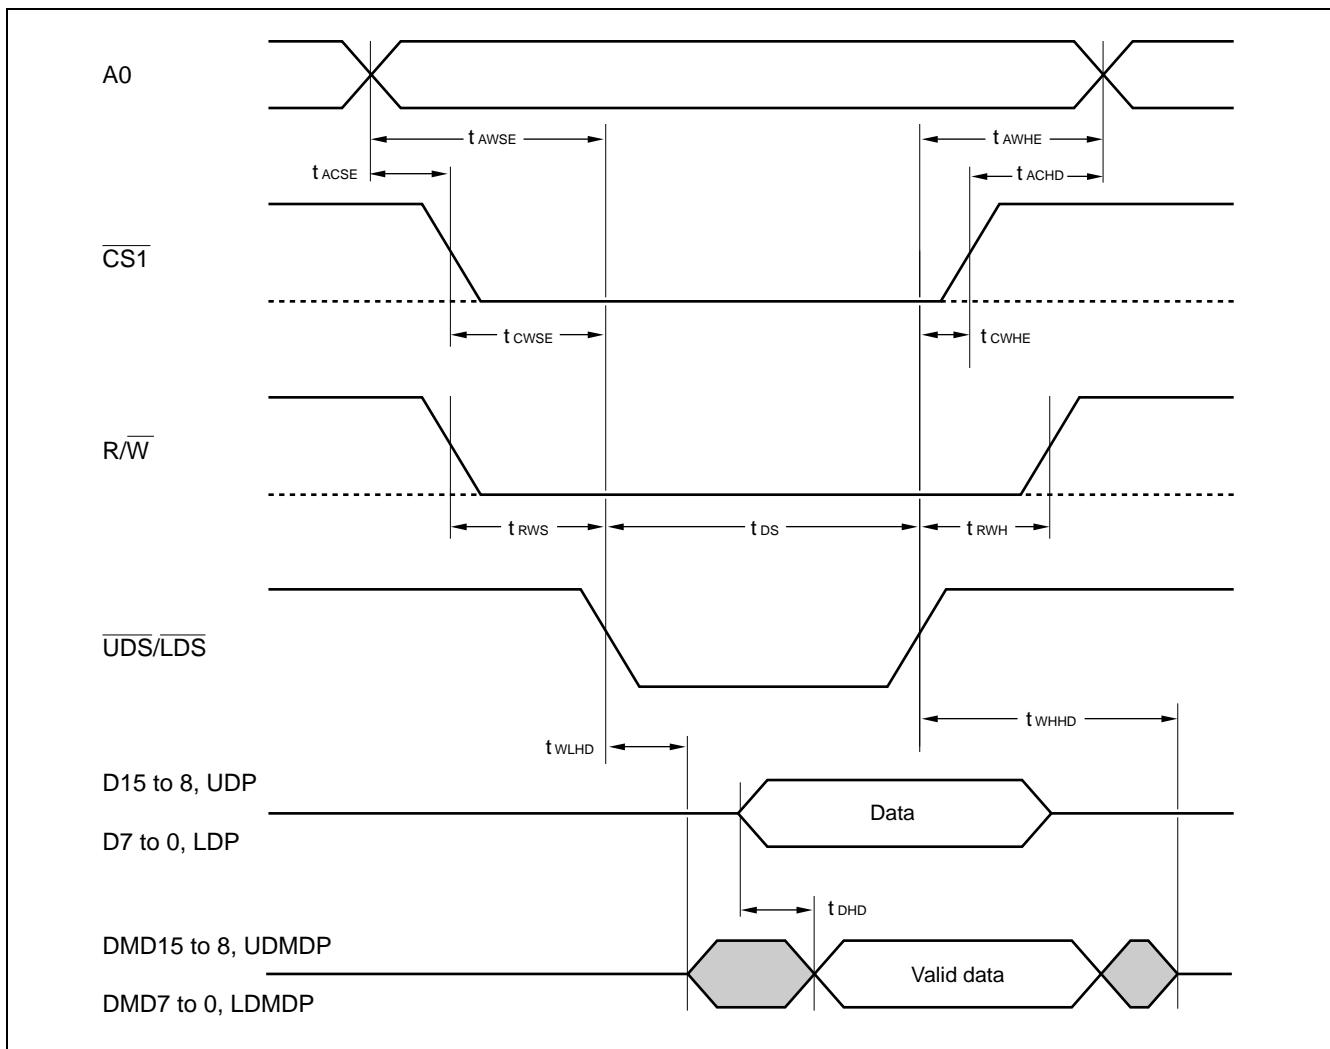 A0
t AWSE
t AWHE
t ACSE
t ACHD
CS1
t CWSE
t CWHE
R/W
t RWS
t DS
t RWH
UDS/LDS
t WHHD
t WLHD
D15 to 8, UDP
Data
D7 to 0, LDP
t DHD
DMD15 to 8, UDMDP
Valid data
DMD7 to 0, LDMDP